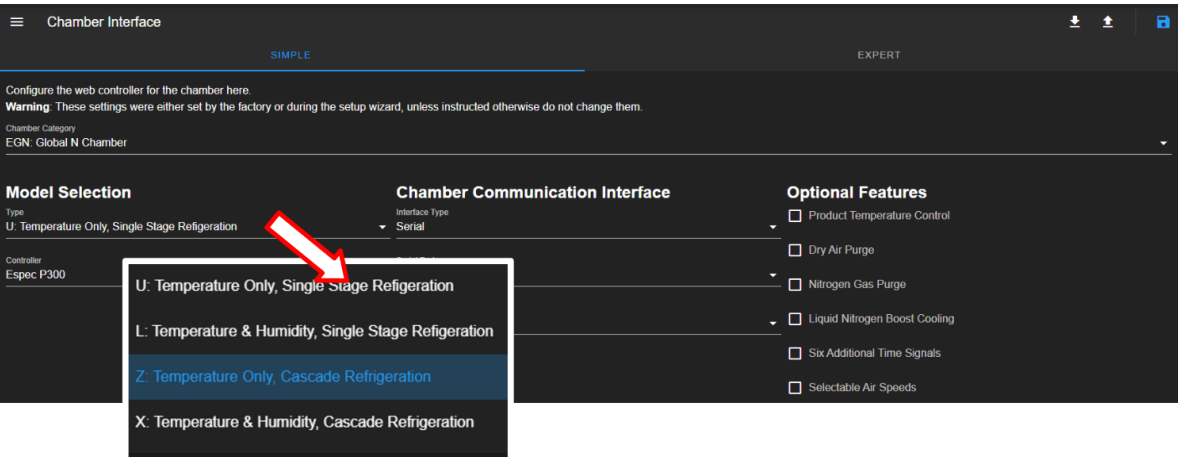 Chamber Interface
SIMPLE
EXPERT
Configure the web controller for the chamber here.
Warning: These settings were either set by the factory or during the setup wizard, unless instructed otherwise do not change them.
Chamber Category
EGN: Global N Chamber
Model Selection
Type
U: Temperature Only, Single Stage Refigeration
Controller
Espec P300
U: Temperature Only, Single Stage Refigeration
L: Temperature & Humidity, Single Stage Refigeration
Z: Temperature Only, Cascade Refrigeration
X: Temperature & Humidity, Cascade Refrigeration
Chamber Communication Interface
Interface Type
Serial
Optional Features
Product Temperature Control
Dry Air Purge
Nitrogen Gas Purge
Liquid Nitrogen Boost Cooling
Six Additional Time Signals
Selectable Air Speeds